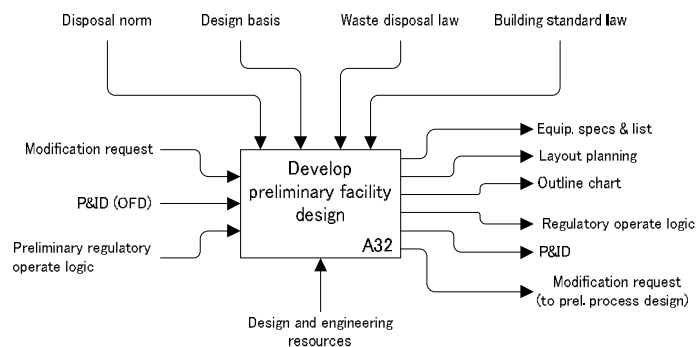 Disposal norm
Design basis
Waste disposal law
Building standard law
Modification request
P&ID (OFD)
Preliminary regulatory
operate logic
Develop
preliminary facility
design
A32
Equip. specs & list
Layout planning
Outline chart
Regulatory operate logic
P&ID
Modification request
(to prel. process design)
Design and engineering
resources